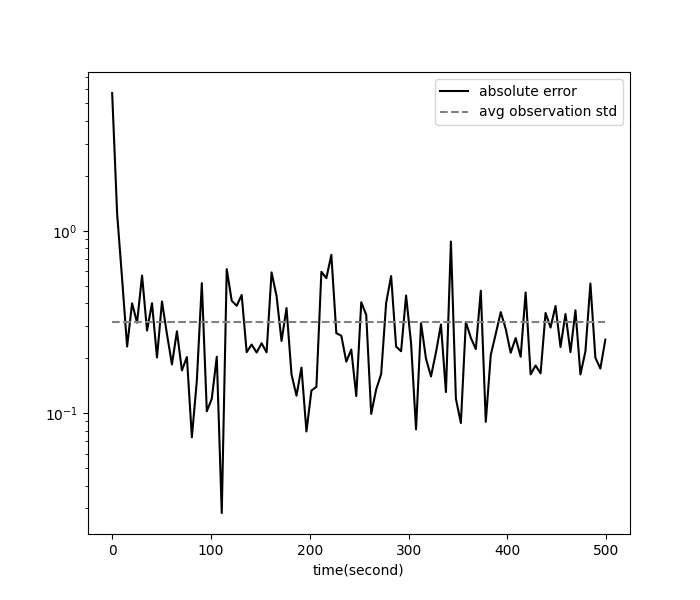 absolute error
avg observation std
10⁰
10⁻¹
0 100 200 300 400 500
time(second)